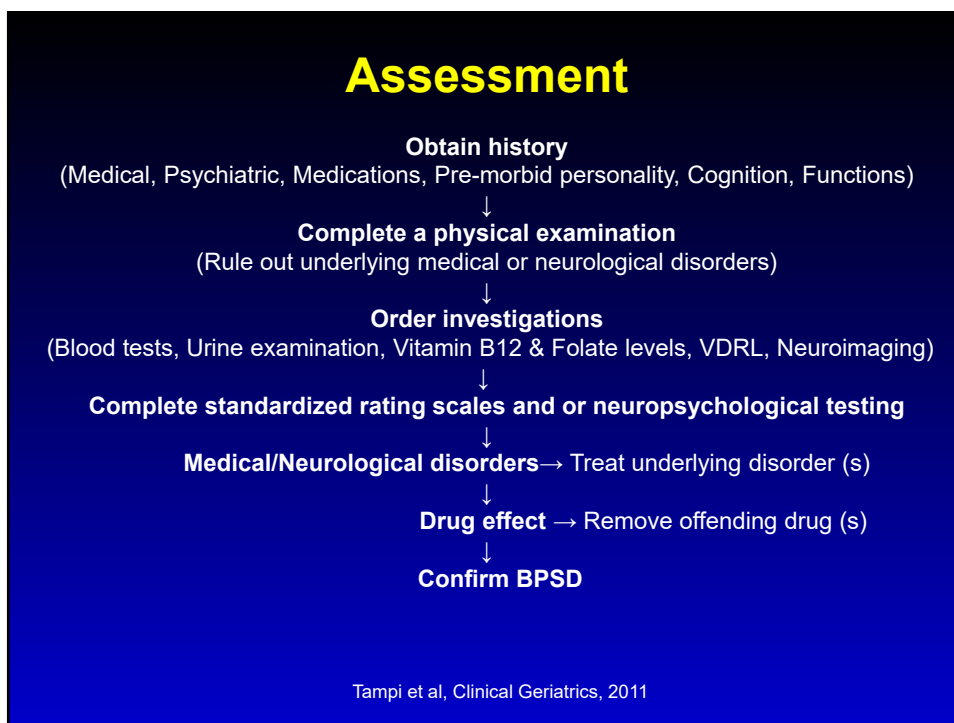 Assessment
Obtain history
(Medical, Psychiatric, Medications, Pre-morbid personality, Cognition, Functions)
↓
Complete a physical examination
(Rule out underlying medical or neurological disorders)
↓
Order investigations
(Blood tests, Urine examination, Vitamin B12 & Folate levels, VDRL, Neuroimaging)
↓
Complete standardized rating scales and or neuropsychological testing
↓
Medical/Neurological disorders→ Treat underlying disorder (s)
↓
Drug effect → Remove offending drug (s)
↓
Confirm BPSD
Tampi et al, Clinical Geriatrics, 2011